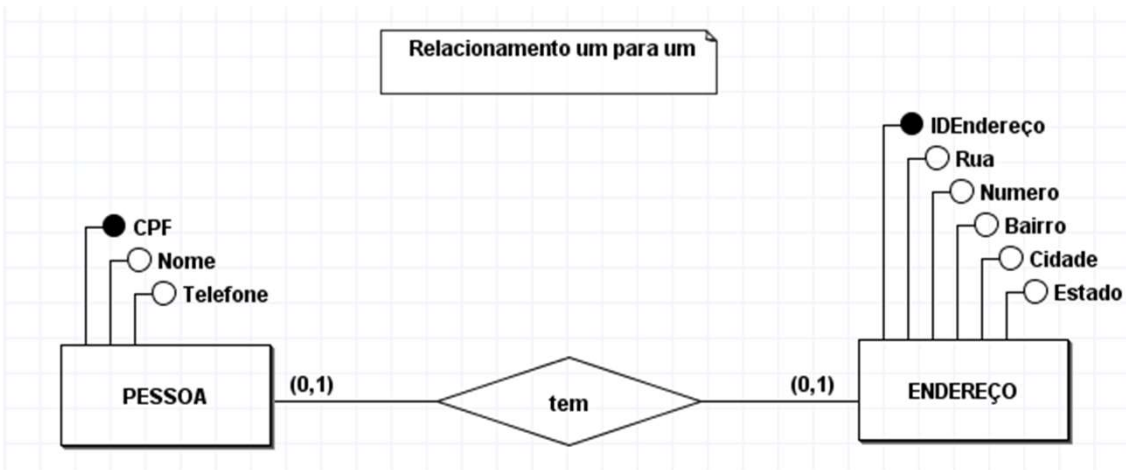 Relacionamento um para um
IDEndereço
Rua
Numero
Bairro
Cidade
Estado
CPF
Nome
Telefone
PESSOA
(0,1)
tem
(0,1)
ENDEREÇO